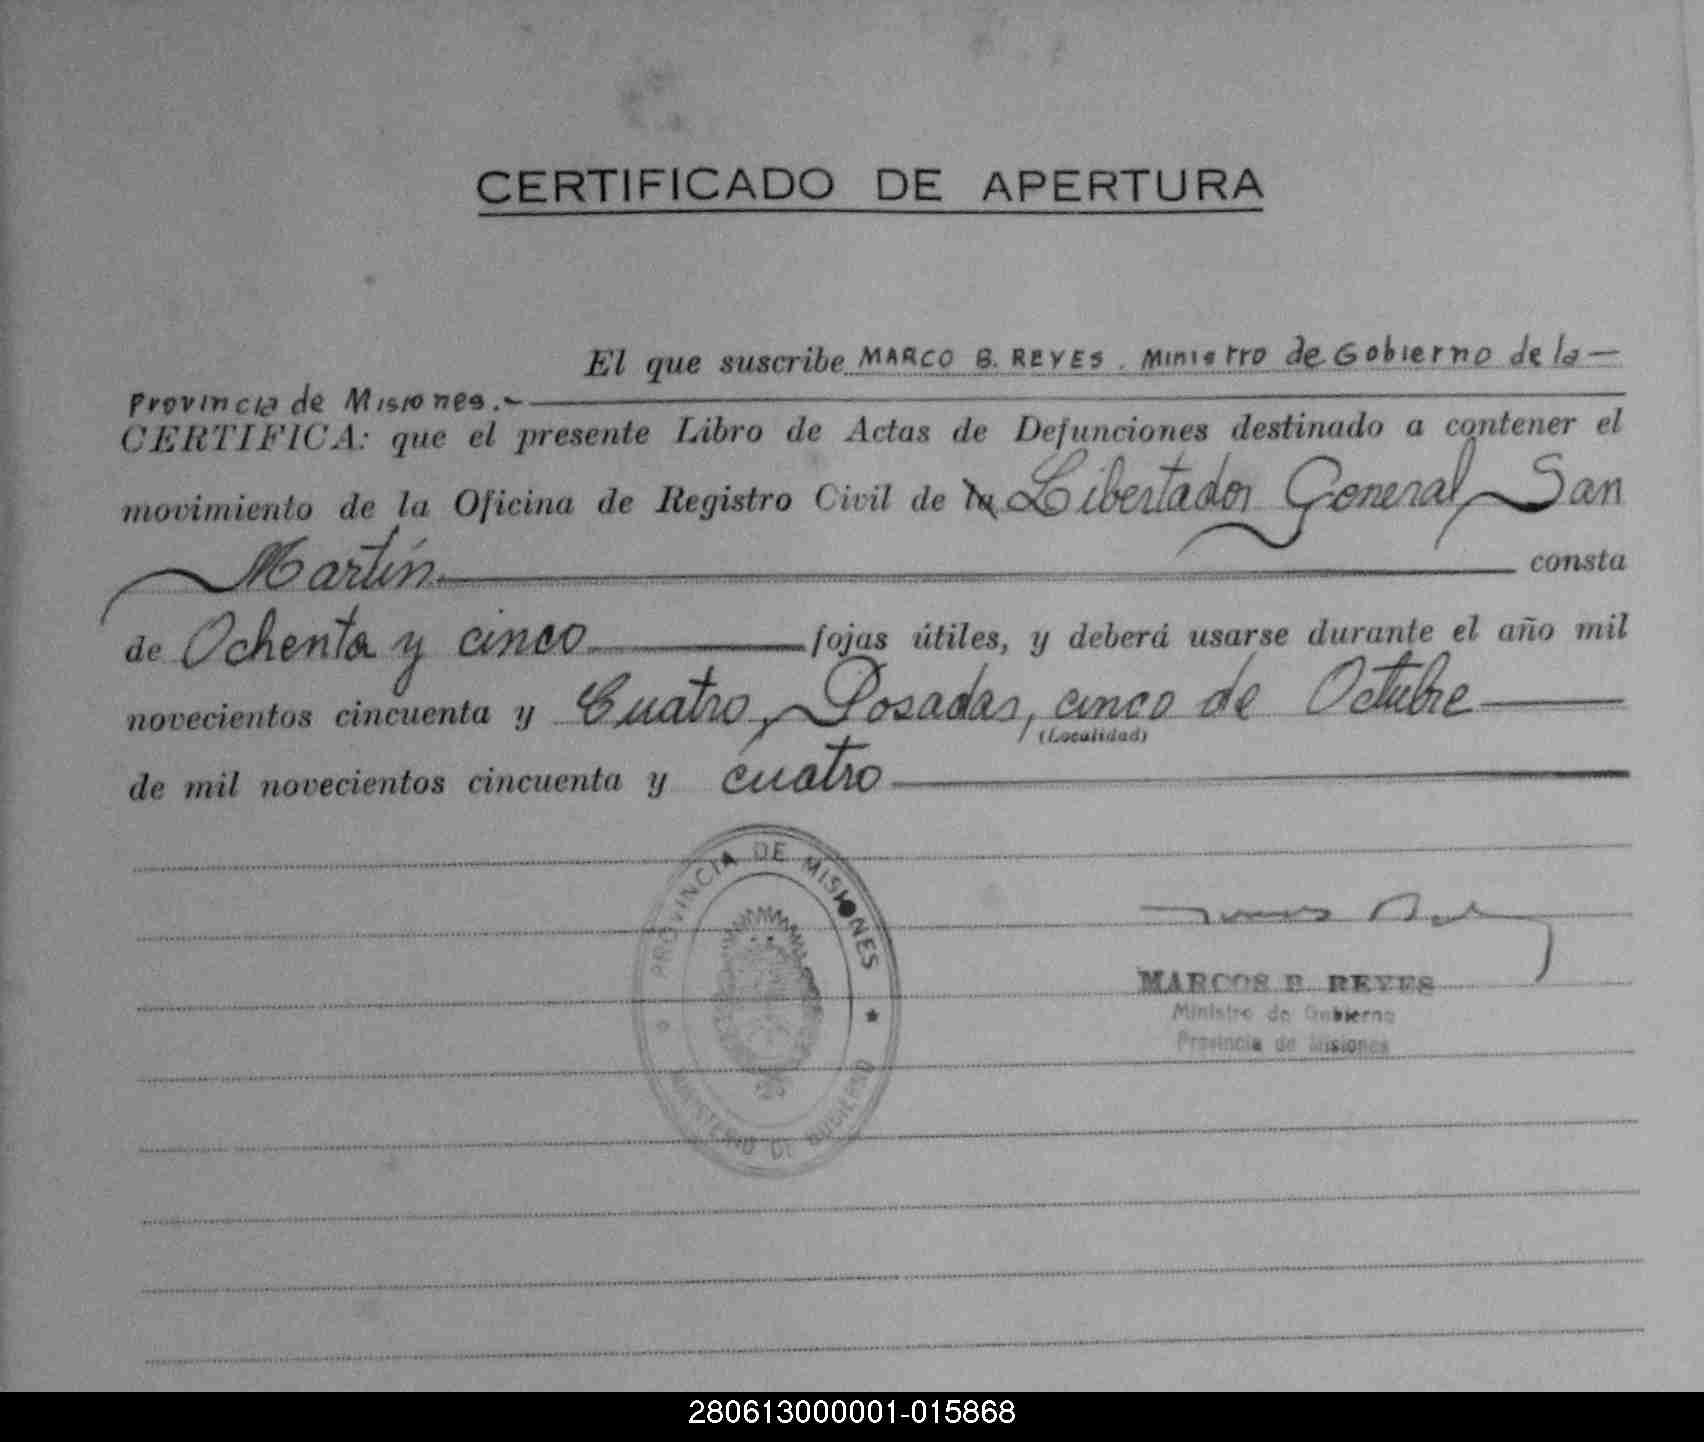 CERTIFICADO DE APERTURA
El que suscribe MARCO B. REYES. Ministro de Gobierno de la —
Provincia de Misiones.-
CERTIFICA: que el presente Libro de Actas de Defunciones destinado a contener el
movimiento de la Oficina de Registro Civil de la Libertador General San
Martín consta
de Ochenta y cinco fojas útiles, y deberá usarse durante el año mil
novecientos cincuenta y Cuatro, Posadas, cinco de Octubre
(Localidad)
de mil novecientos cincuenta y cuatro
PROVINCIA DE MISIONES
MINISTERIO DE GOBIERNO
MARCOS B. REYES
Ministro de Gobierno
Provincia de Misiones
280613000001-015868